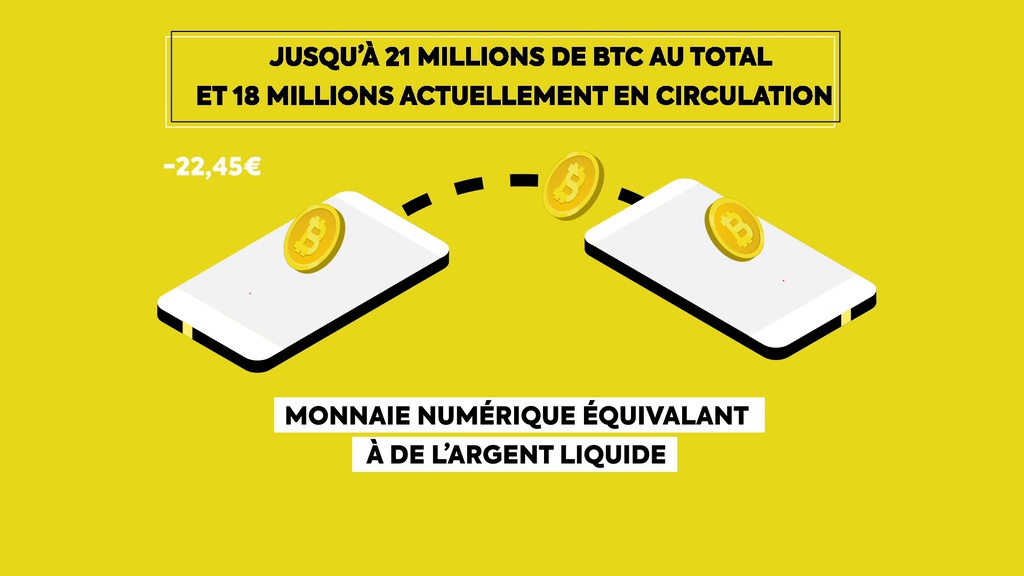 JUSQU’À 21 MILLIONS DE BTC AU TOTAL
ET 18 MILLIONS ACTUELLEMENT EN CIRCULATION
-22,45€
MONNAIE NUMÉRIQUE ÉQUIVALANT
À DE L’ARGENT LIQUIDE